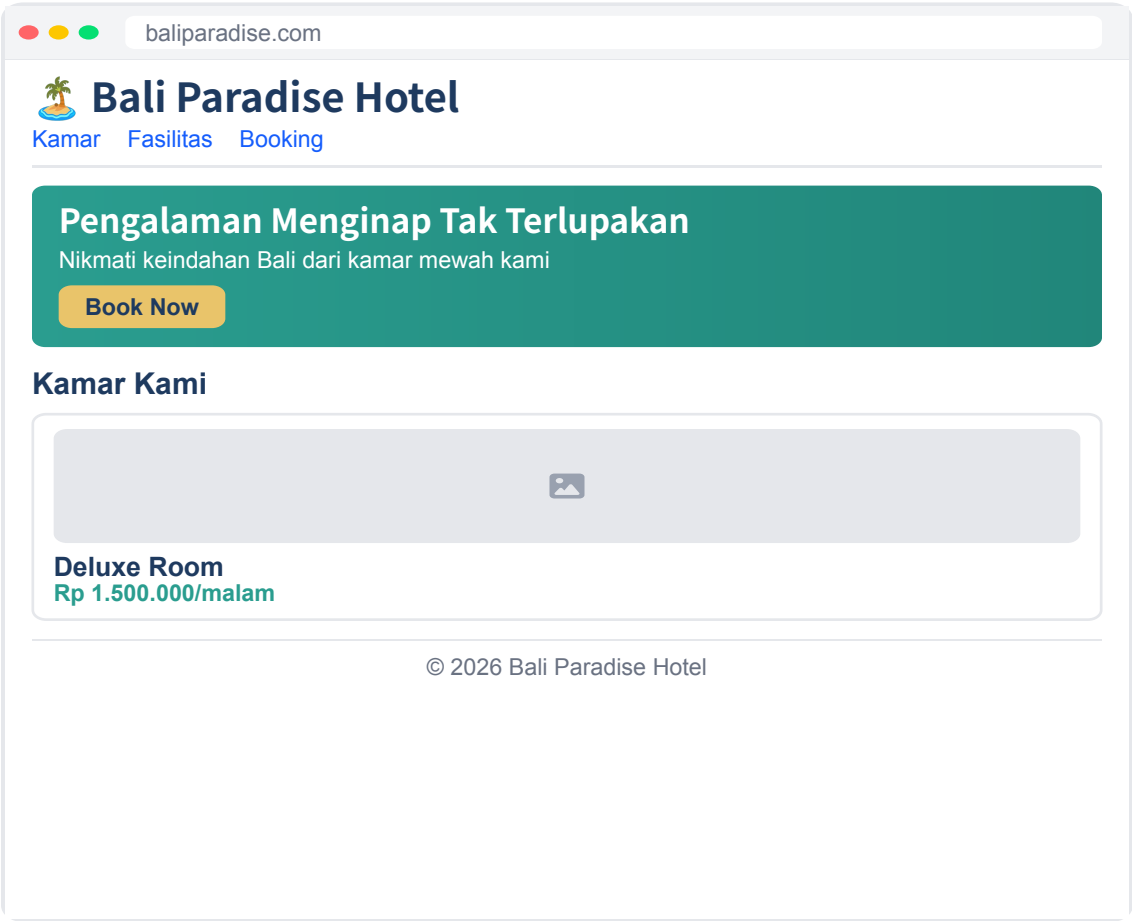 baliparadise.com
Bali Paradise Hotel
Kamar Fasilitas Booking
Pengalaman Menginap Tak Terlupakan
Nikmati keindahan Bali dari kamar mewah kami
Book Now
Kamar Kami
Deluxe Room
Rp 1.500.000/malam
© 2026 Bali Paradise Hotel